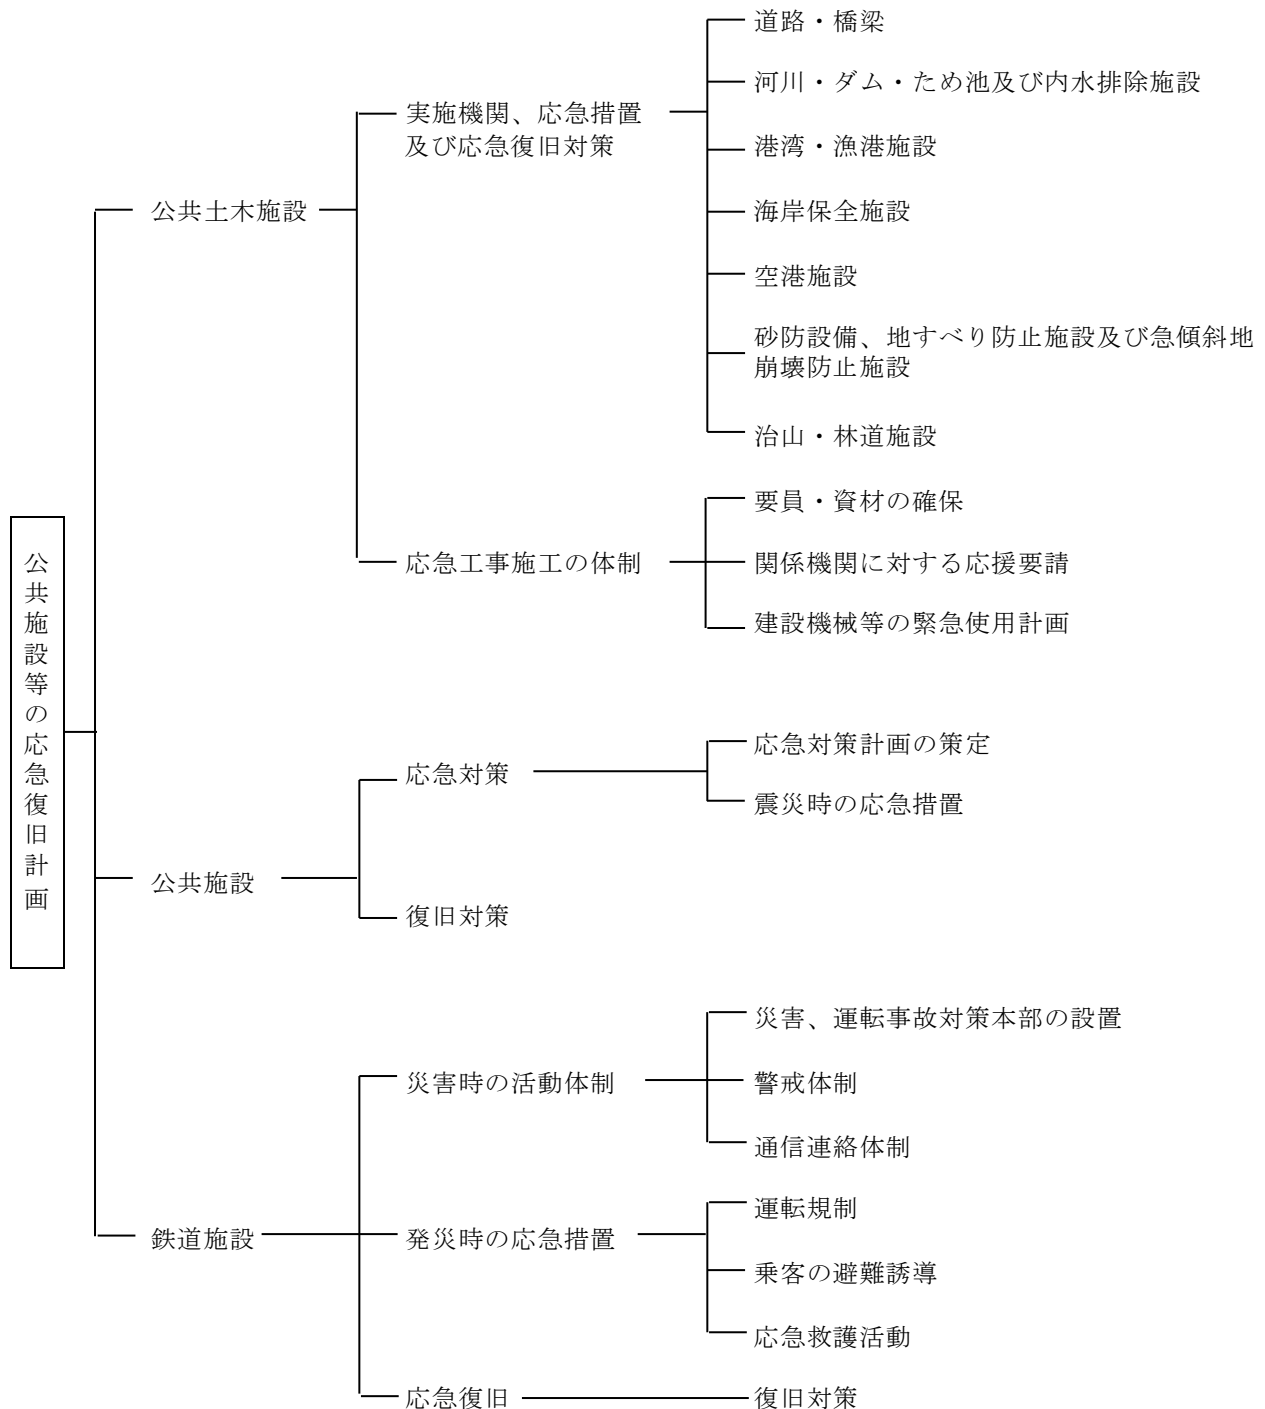 公共施設等の応急復旧計画
公共土木施設
実施機関、応急措置
及び応急復旧対策
道路・橋梁
河川・ダム・ため池及び内水排除施設
港湾・漁港施設
海岸保全施設
空港施設
砂防設備、地すべり防止施設及び急傾斜地
崩壊防止施設
治山・林道施設
応急工事施工の体制
要員・資材の確保
関係機関に対する応援要請
建設機械等の緊急使用計画
公共施設
応急対策
応急対策計画の策定
震災時の応急措置
復旧対策
鉄道施設
災害時の活動体制
災害、運転事故対策本部の設置
警戒体制
通信連絡体制
発災時の応急措置
運転規制
乗客の避難誘導
応急救護活動
応急復旧
復旧対策